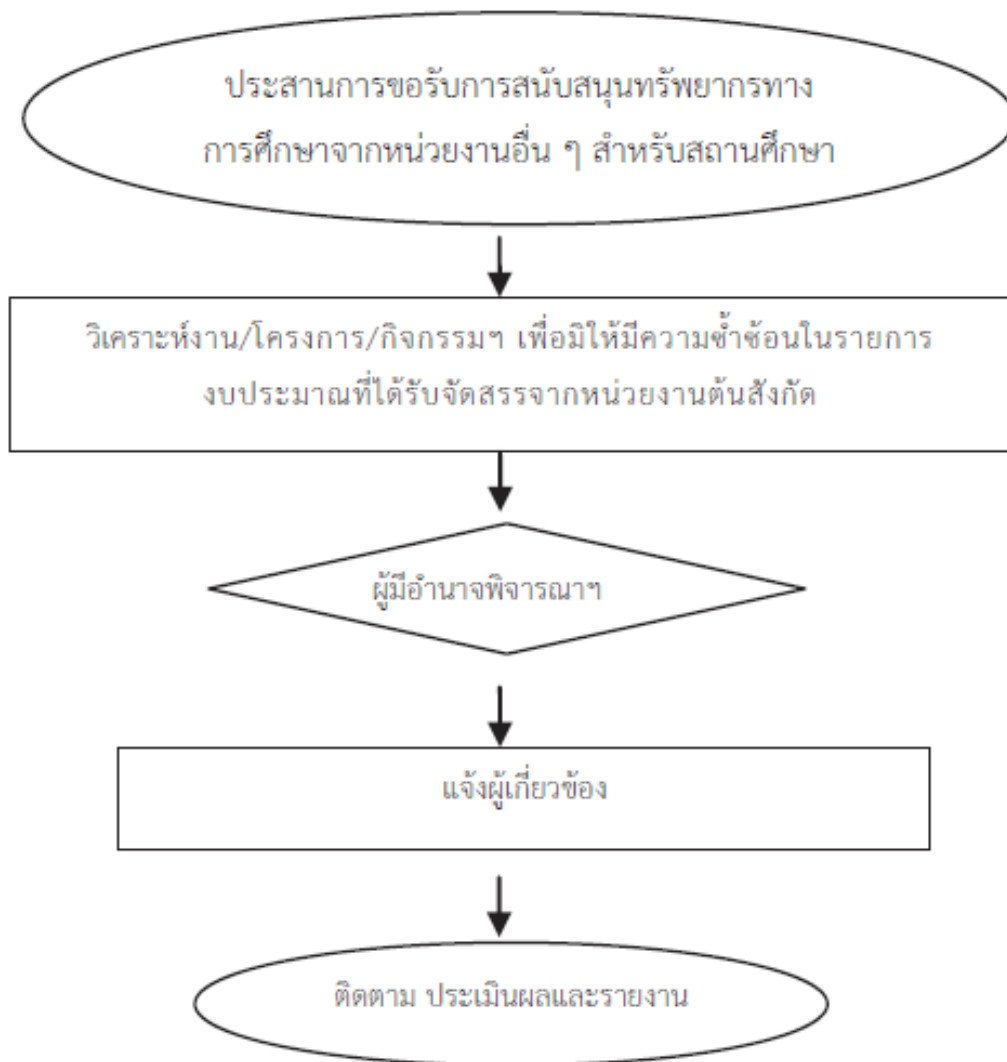 ประสานการขอรับการสนับสนุนทรัพยากรทาง
การศึกษาจากหน่วยงานอื่น ๆ สำหรับสถานศึกษา
วิเคราะห์งาน/โครงการ/กิจกรรมฯ เพื่อมิให้มีความซ้ำซ้อนในรายการ
งบประมาณที่ได้รับจัดสรรจากหน่วยงานต้นสังกัด
ผู้มีอำนาจพิจารณาฯ
แจ้งผู้เกี่ยวข้อง
ติดตาม ประเมินผลและรายงาน